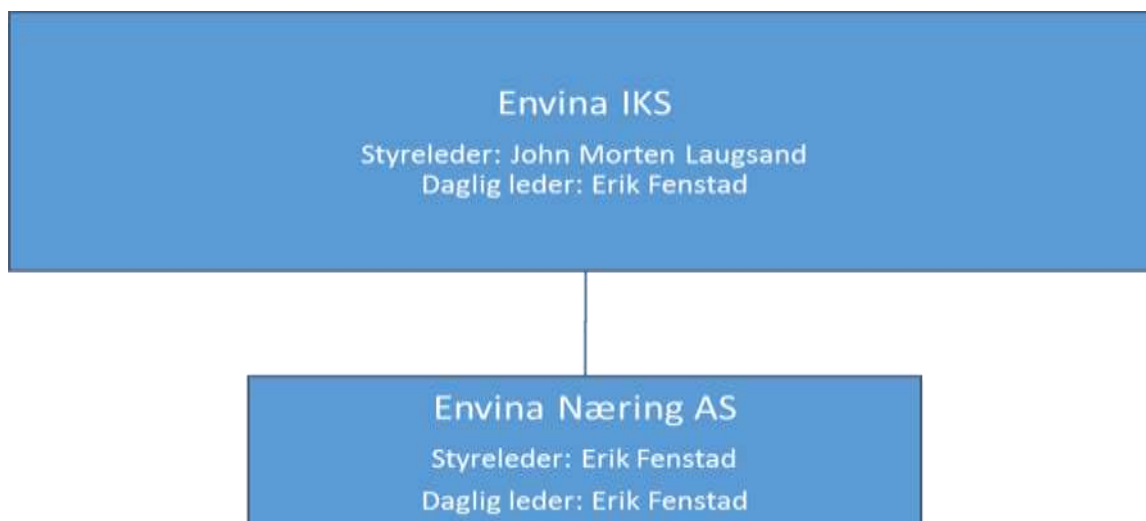 Envina IKS
Styreleder: John Morten Laugsand
Daglig leder: Erik Fenstad
Envina Næring AS
Styreleder: Erik Fenstad
Daglig leder: Erik Fenstad